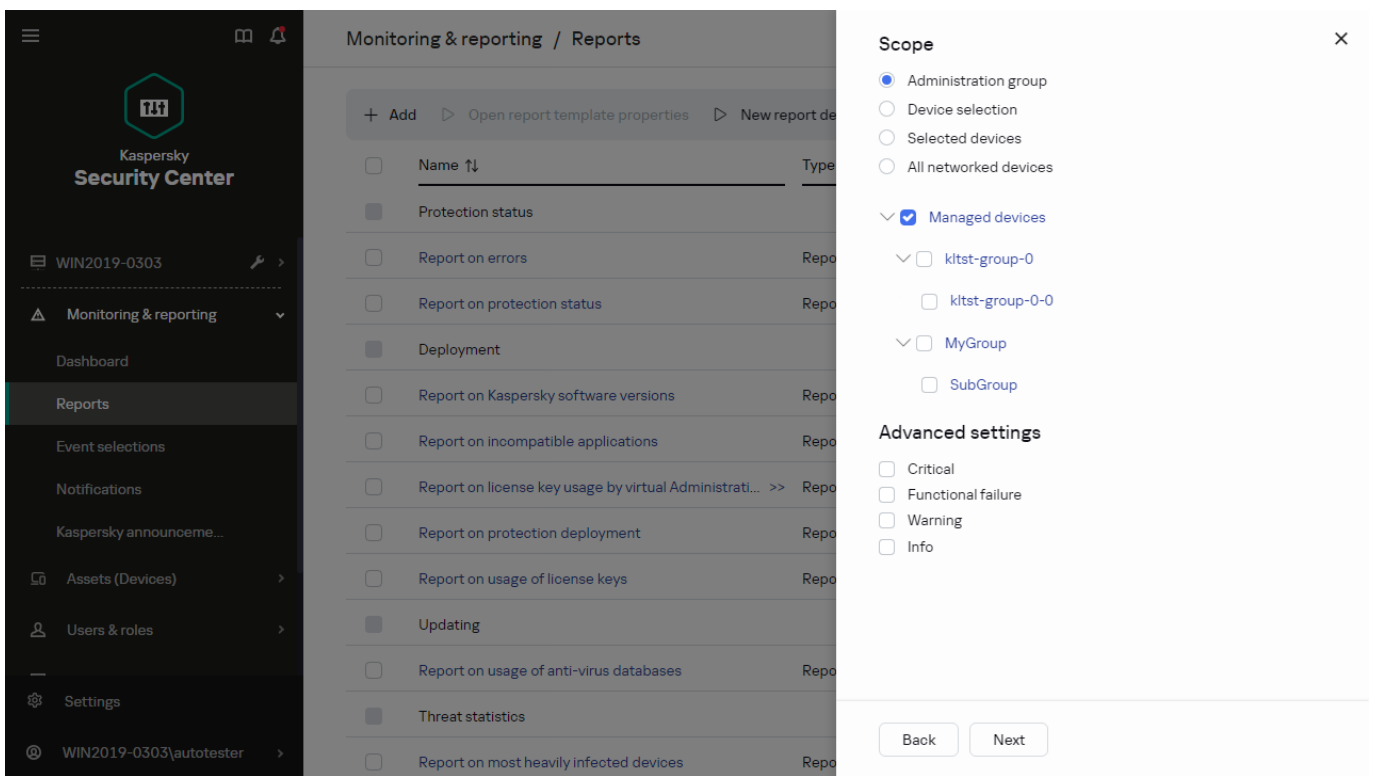 Kaspersky
Security Center
WIN2019-0303
Monitoring & reporting
Dashboard
Reports
Event selections
Notifications
Kaspersky announceme...
Assets (Devices)
Users & roles
Settings
WIN2019-0303\autotester
Monitoring & reporting / Reports
Add Open report template properties New report de
Name Type
Protection status
Report on errors Repo
Report on protection status Repo
Deployment
Report on Kaspersky software versions Repo
Report on incompatible applications Repo
Report on license key usage by virtual Administrati... >> Repo
Report on protection deployment Repo
Report on usage of license keys Repo
Updating
Report on usage of anti-virus databases Repo
Threat statistics
Report on most heavily infected devices Repo
Scope
Administration group
Device selection
Selected devices
All networked devices
Managed devices
kltst-group-0
kltst-group-0-0
MyGroup
SubGroup
Advanced settings
Critical
Functional failure
Warning
Info
Back Next